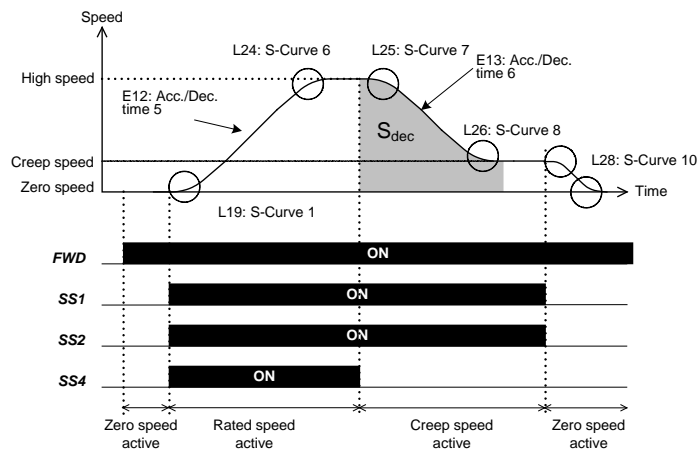 Speed
L24: S-Curve 6
L25: S-Curve 7
E13: Acc./Dec.
time 6
High speed
E12: Acc./Dec.
time 5
Sdec
L26: S-Curve 8
Creep speed
L28: S-Curve 10
Zero speed
Time
L19: S-Curve 1
FWD
ON
SS1
ON
SS2
ON
SS4
ON
Zero speed
active
Rated speed
active
Creep speed
active
Zero speed
active